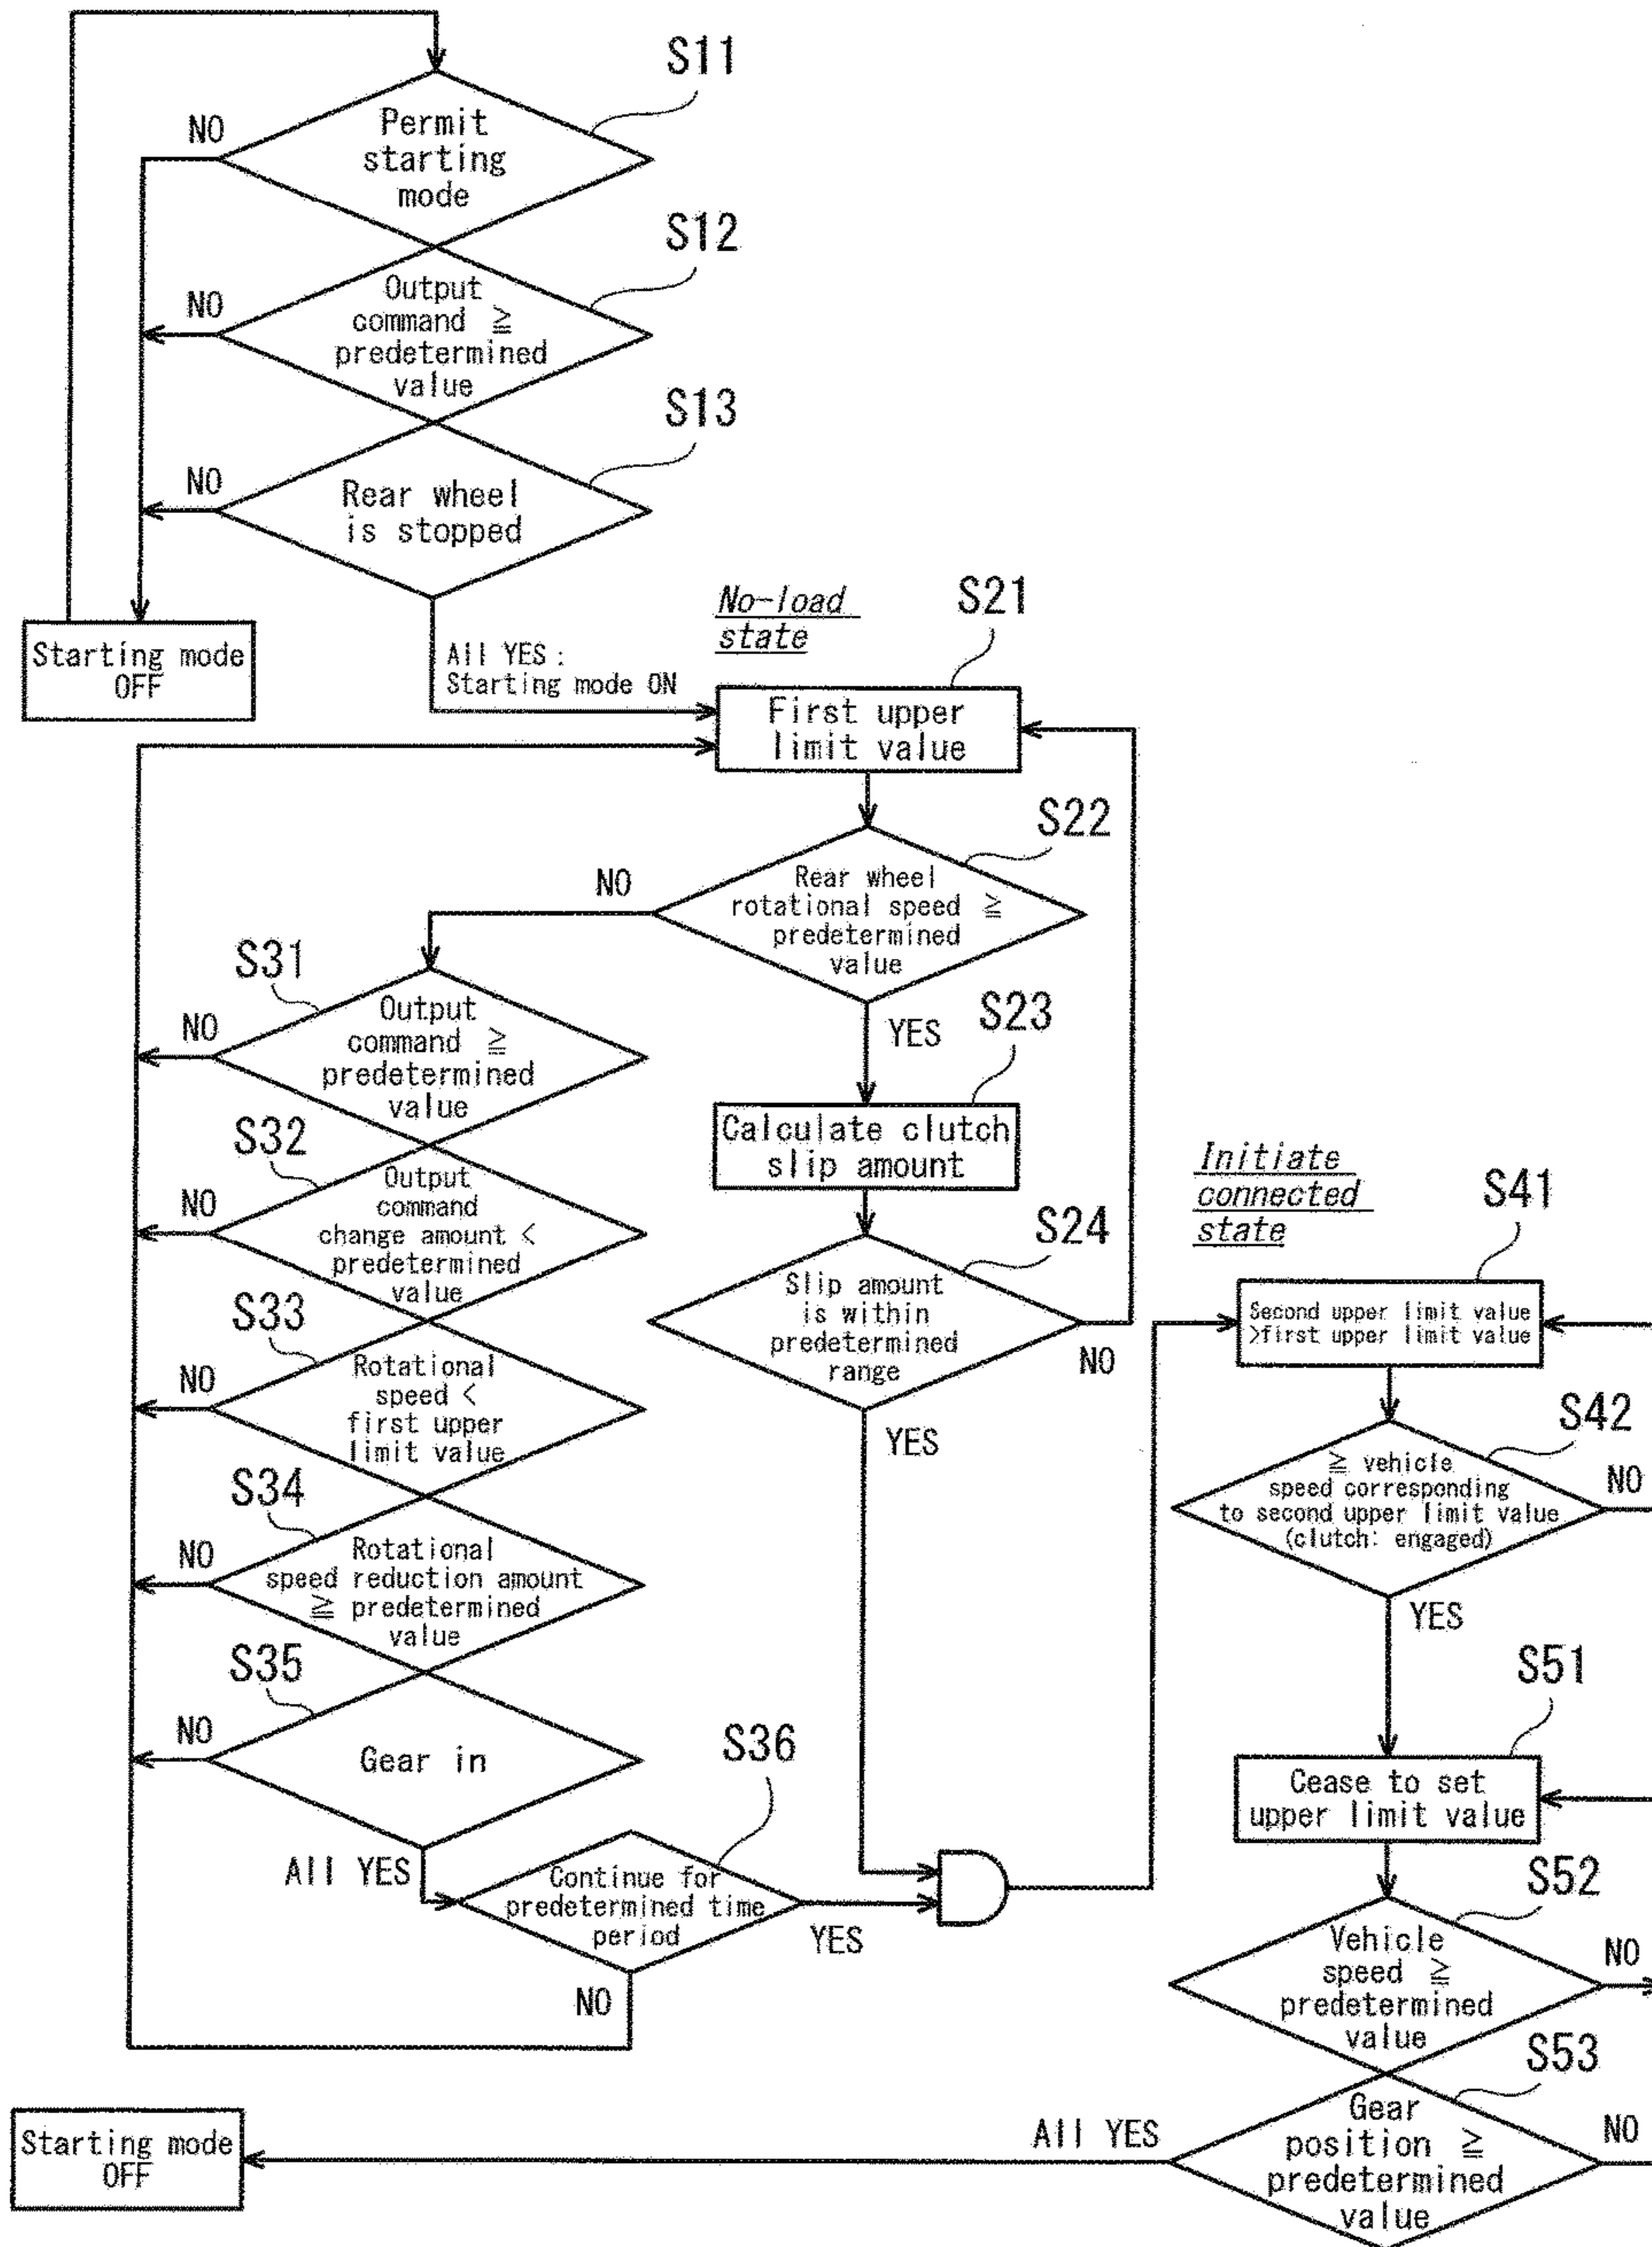 S11
NO
Permit
starting
mode
S12
NO
Output
command ≧
predetermined
value
S13
NO
Rear wheel
is stopped
Starting mode
OFF
All YES :
Starting mode ON
No-load
state
S21
First upper
limit value
S22
NO
Rear wheel
rotational speed ≧
predetermined
value
YES
S23
Calculate clutch
slip amount
S24
Slip amount
is within
predetermined
range
NO
YES
S31
NO
Output
command ≧
predetermined
value
S32
NO
Output
command
change amount <
predetermined
value
S33
NO
Rotational
speed <
first upper
limit value
S34
NO
Rotational
speed reduction amount
≧ predetermined
value
S35
NO
Gear in
All YES
S36
Continue for
predetermined time
period
YES
NO
Initiate
connected
state
S41
Second upper limit value
>first upper limit value
S42
≧ vehicle
speed corresponding
to second upper limit value
(clutch: engaged)
NO
YES
S51
Cease to set
upper limit value
S52
Vehicle
speed ≧
predetermined
value
NO
S53
Gear
position ≧
predetermined
value
NO
All YES
Starting mode
OFF